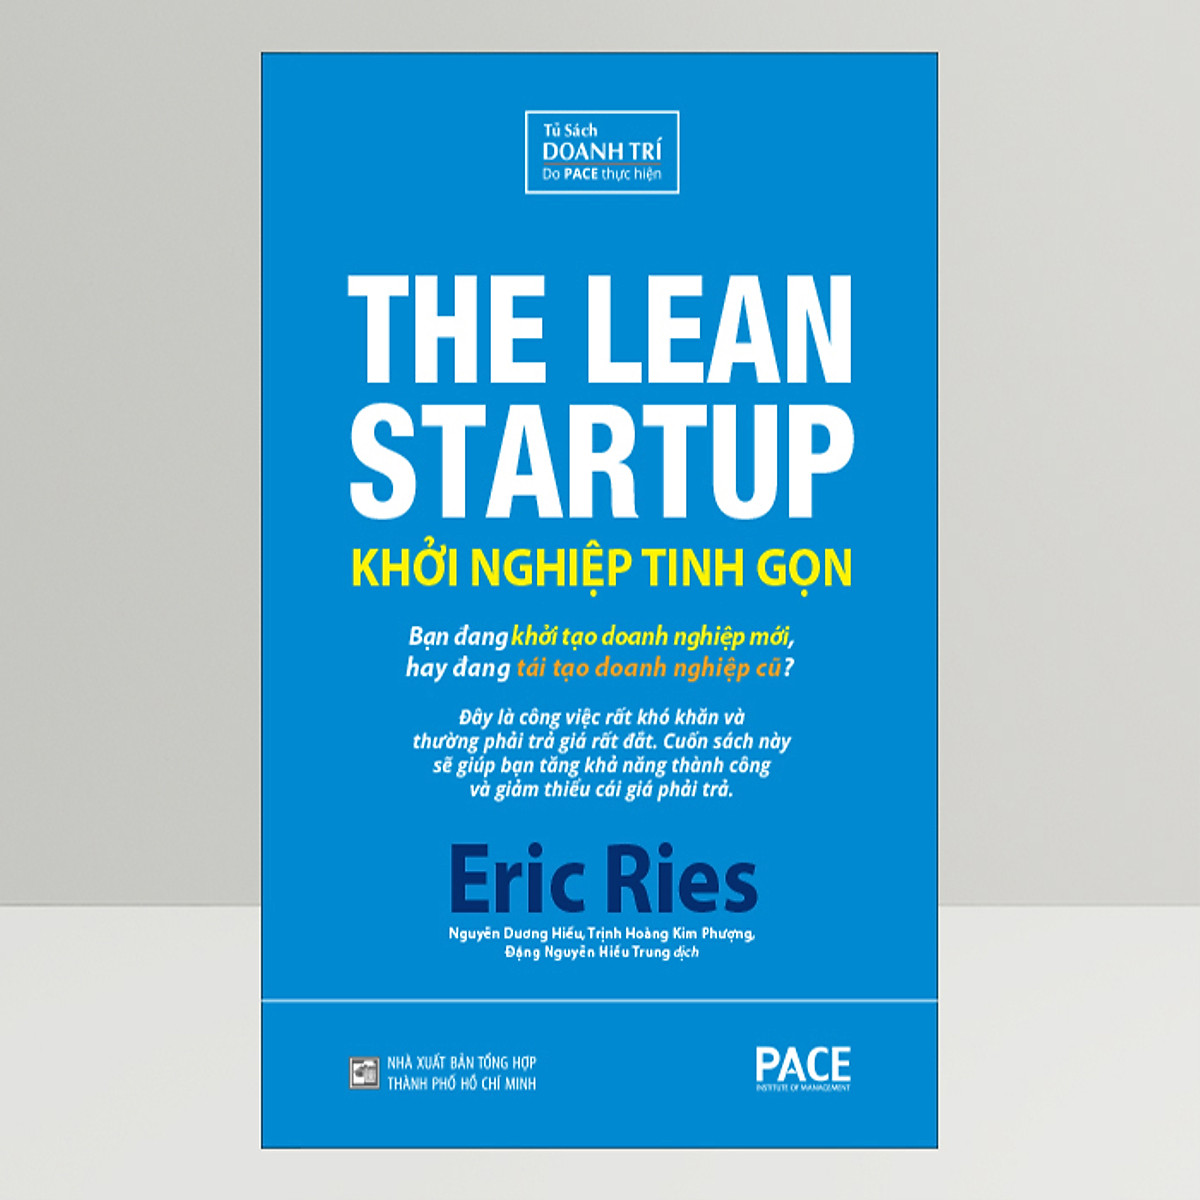 Tủ Sách
DOANH TRÍ
Do PACE thực hiện
THE LEAN
STARTUP
KHỞI NGHIỆP TINH GỌN
Bạn đang khởi tạo doanh nghiệp mới,
hay đang tái tạo doanh nghiệp cũ?
Đây là công việc rất khó khăn và
thường phải trả giá rất đắt. Cuốn sách này
sẽ giúp bạn tăng khả năng thành công
và giảm thiểu cái giá phải trả.
Eric Ries
Nguyễn Dương Hiếu, Trịnh Hoàng Kim Phượng,
Đặng Nguyễn Hiếu Trung dịch
NHÀ XUẤT BẢN TỔNG HỢP
THÀNH PHỐ HỒ CHÍ MINH
PACE
INSTITUTE OF MANAGEMENT